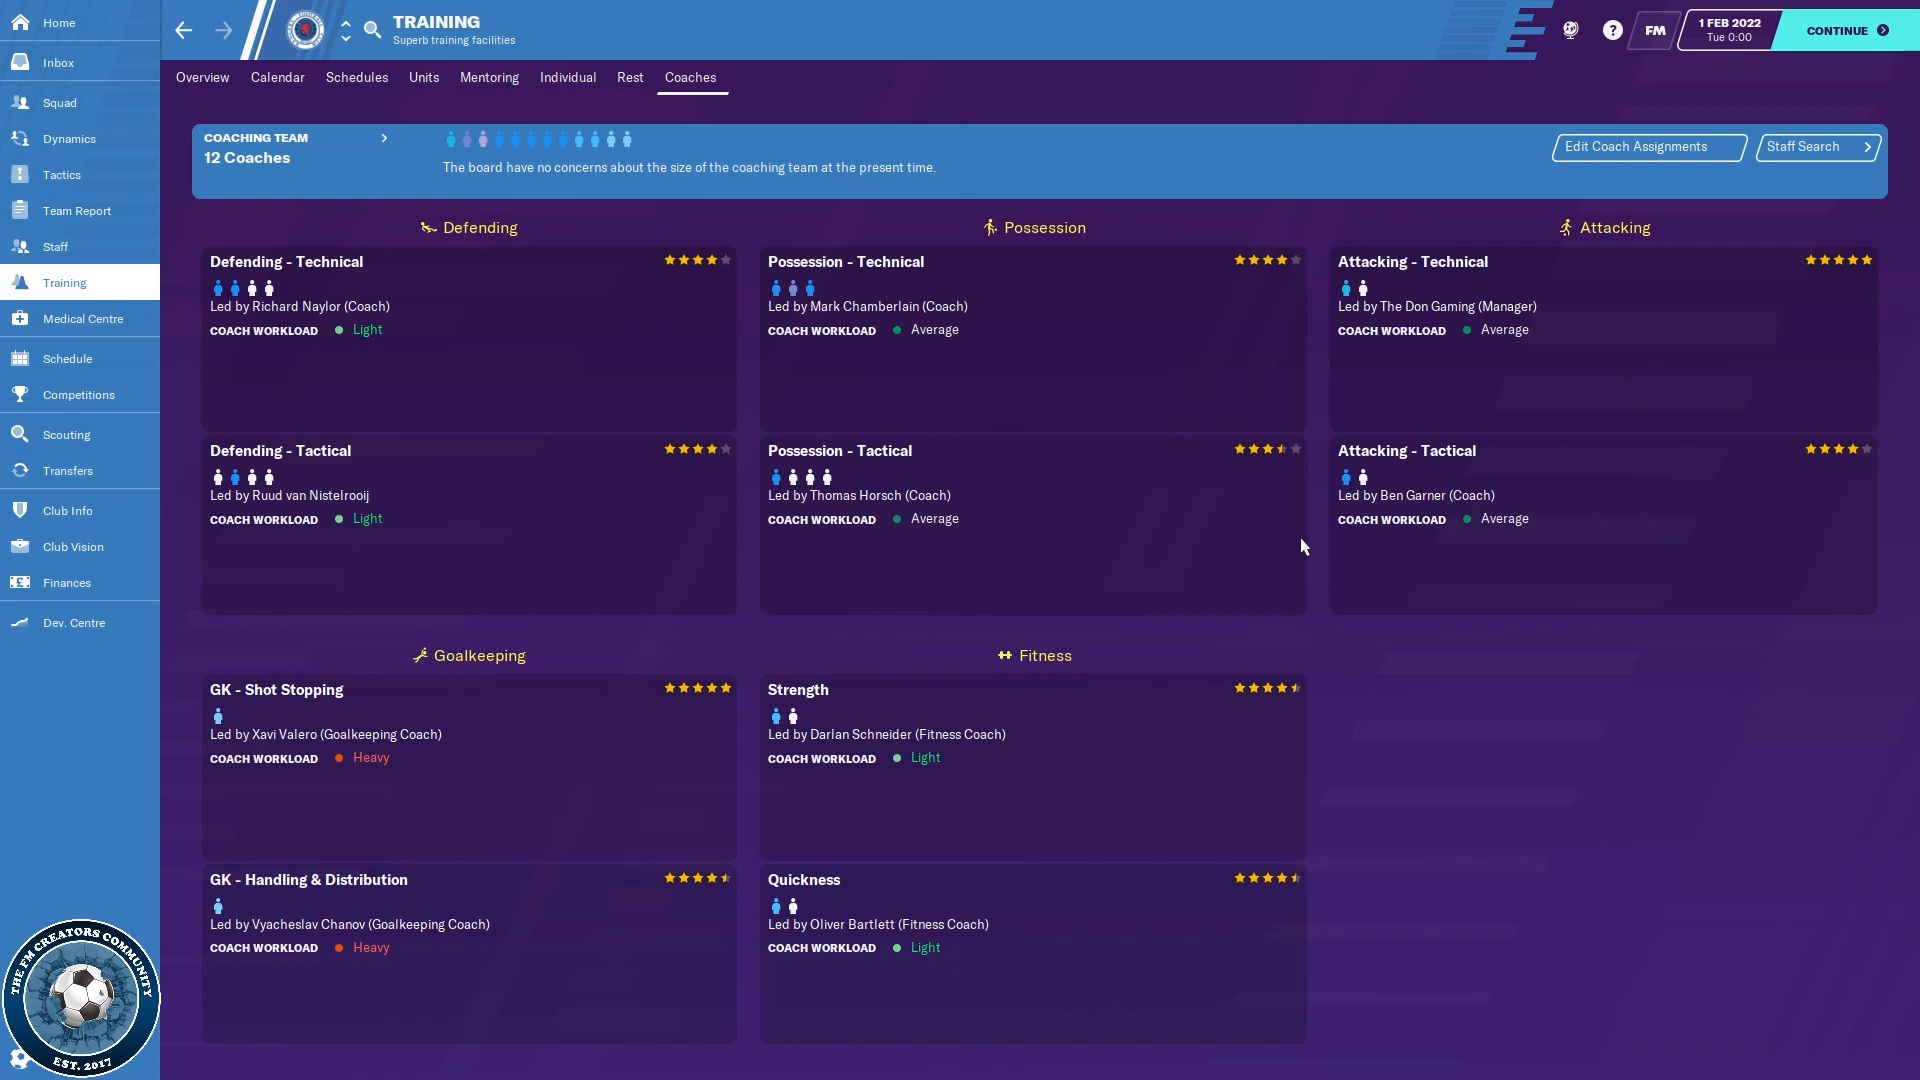 Home
Inbox
Squad
Dynamics
Tactics
Team Report
Staff
Training
Medical Centre
Schedule
Competitions
Scouting
Transfers
Club Info
Club Vision
Finances
Dev. Centre
THE FM CREATORS COMMUNITY
EST. 2017
TRAINING
Superb training facilities
?
FM
1 FEB 2022
Tue 0:00
CONTINUE
Overview Calendar Schedules Units Mentoring Individual Rest Coaches
COACHING TEAM
12 Coaches
The board have no concerns about the size of the coaching team at the present time.
Edit Coach Assignments
Staff Search
Defending
Defending - Technical
Led by Richard Naylor (Coach)
COACH WORKLOAD Light
Defending - Tactical
Led by Ruud van Nistelrooij
COACH WORKLOAD Light
Possession
Possession - Technical
Led by Mark Chamberlain (Coach)
COACH WORKLOAD Average
Possession - Tactical
Led by Thomas Horsch (Coach)
COACH WORKLOAD Average
Attacking
Attacking - Technical
Led by The Don Gaming (Manager)
COACH WORKLOAD Average
Attacking - Tactical
Led by Ben Garner (Coach)
COACH WORKLOAD Average
Goalkeeping
GK - Shot Stopping
Led by Xavi Valero (Goalkeeping Coach)
COACH WORKLOAD Heavy
GK - Handling & Distribution
Led by Vyacheslav Chanov (Goalkeeping Coach)
COACH WORKLOAD Heavy
Fitness
Strength
Led by Darlan Schneider (Fitness Coach)
COACH WORKLOAD Light
Quickness
Led by Oliver Bartlett (Fitness Coach)
COACH WORKLOAD Light